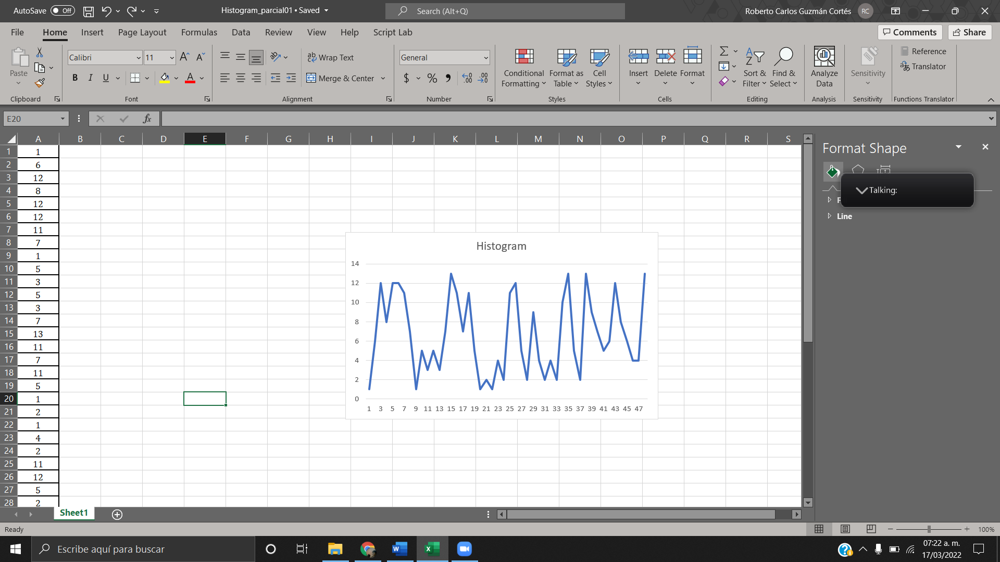 AutoSave Off Histogram_parcial01 • Saved Search (Alt+Q) Roberto Carlos Guzmán Cortés RC
File Home Insert Page Layout Formulas Data Review View Help Script Lab Comments Share
Paste
Clipboard
Calibri 11
B I U A
Font
ab Wrap Text
Merge & Center
Alignment
General
$ % 9 .00 .00
Number
Conditional Formatting
Format as Table
Cell Styles
Styles
Insert Delete Format
Cells
Sort & Filter
Find & Select
Editing
Analyze Data
Analysis
Sensitivity
Sensitivity
Reference
Translator
Functions Translator
E20 fx
A B C D E F G H I J K L M N O P Q R S
1 1
2 6
3 12
4 8
5 12
6 12
7 11
8 7
9 1
10 5
11 3
12 5
13 3
14 7
15 13
16 11
17 7
18 11
19 5
20 1
21 2
22 1
23 4
24 2
25 11
26 12
27 5
28 2
Histogram
14
12
10
8
6
4
2
0
1 3 5 7 9 11 13 15 17 19 21 23 25 27 29 31 33 35 37 39 41 43 45 47
Format Shape
Talking:
Line
Sheet1
Ready 100%
Escribe aquí para buscar
07:22 a. m.
17/03/2022